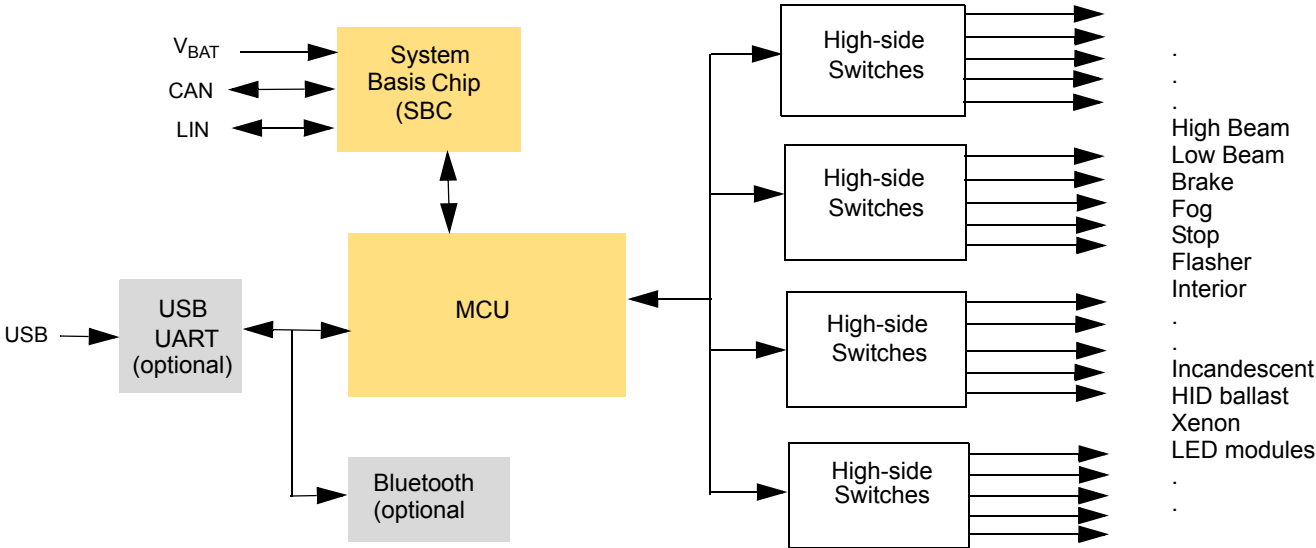 V_BAT
CAN
LIN
System
Basis Chip
(SBC
MCU
USB
USB
UART
(optional)
Bluetooth
(optional
High-side
Switches
High-side
Switches
High-side
Switches
High-side
Switches
.
.
.
High Beam
Low Beam
Brake
Fog
Stop
Flasher
Interior
.
.
Incandescent
HID ballast
Xenon
LED modules
.
.